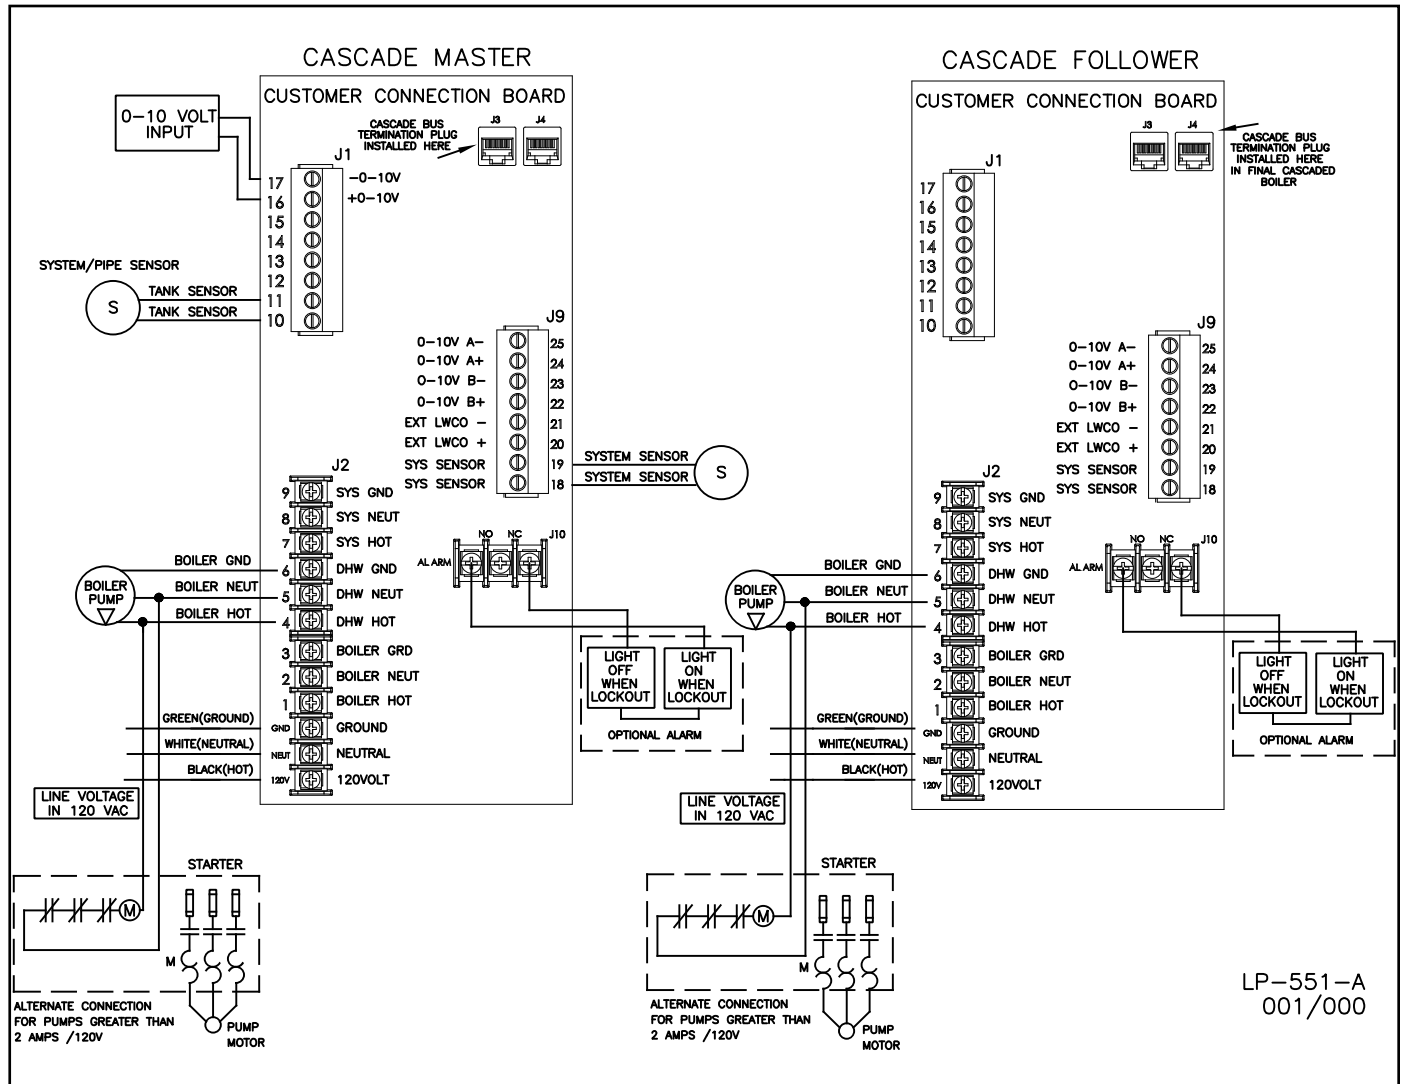 CASCADE MASTER
CUSTOMER CONNECTION BOARD
0-10 VOLT
INPUT
CASCADE BUS
TERMINATION PLUG
INSTALLED HERE
J3
J4
J1
17
-0-10V
16
+0-10V
15
14
13
12
11
10
SYSTEM/PIPE SENSOR
S
TANK SENSOR
TANK SENSOR
J9
0-10V A- 25
0-10V A+ 24
0-10V B- 23
0-10V B+ 22
EXT LWCO - 21
EXT LWCO + 20
SYS SENSOR 19
SYS SENSOR 18
SYSTEM SENSOR
SYSTEM SENSOR
S
J2
9 SYS GND
8 SYS NEUT
7 SYS HOT
6 DHW GND
5 DHW NEUT
4 DHW HOT
3 BOILER GRD
2 BOILER NEUT
1 BOILER HOT
GND GROUND
NEUT NEUTRAL
120V 120VOLT
NO NC J10
ALARM
BOILER GND
BOILER NEUT
BOILER HOT
BOILER
PUMP
LIGHT
OFF
WHEN
LOCKOUT
LIGHT
ON
WHEN
LOCKOUT
OPTIONAL ALARM
GREEN(GROUND)
WHITE(NEUTRAL)
BLACK(HOT)
LINE VOLTAGE
IN 120 VAC
STARTER
M
M
PUMP
MOTOR
ALTERNATE CONNECTION
FOR PUMPS GREATER THAN
2 AMPS /120V
CASCADE FOLLOWER
CUSTOMER CONNECTION BOARD
J3
J4
CASCADE BUS
TERMINATION PLUG
INSTALLED HERE
IN FINAL CASCADED
BOILER
J1
17
16
15
14
13
12
11
10
J9
0-10V A- 25
0-10V A+ 24
0-10V B- 23
0-10V B+ 22
EXT LWCO - 21
EXT LWCO + 20
SYS SENSOR 19
SYS SENSOR 18
J2
9 SYS GND
8 SYS NEUT
7 SYS HOT
6 DHW GND
5 DHW NEUT
4 DHW HOT
3 BOILER GRD
2 BOILER NEUT
1 BOILER HOT
GND GROUND
NEUT NEUTRAL
120V 120VOLT
NO NC J10
ALARM
BOILER GND
BOILER NEUT
BOILER HOT
BOILER
PUMP
LIGHT
OFF
WHEN
LOCKOUT
LIGHT
ON
WHEN
LOCKOUT
OPTIONAL ALARM
GREEN(GROUND)
WHITE(NEUTRAL)
BLACK(HOT)
LINE VOLTAGE
IN 120 VAC
STARTER
M
M
PUMP
MOTOR
ALTERNATE CONNECTION
FOR PUMPS GREATER THAN
2 AMPS /120V
LP-551-A
001/000